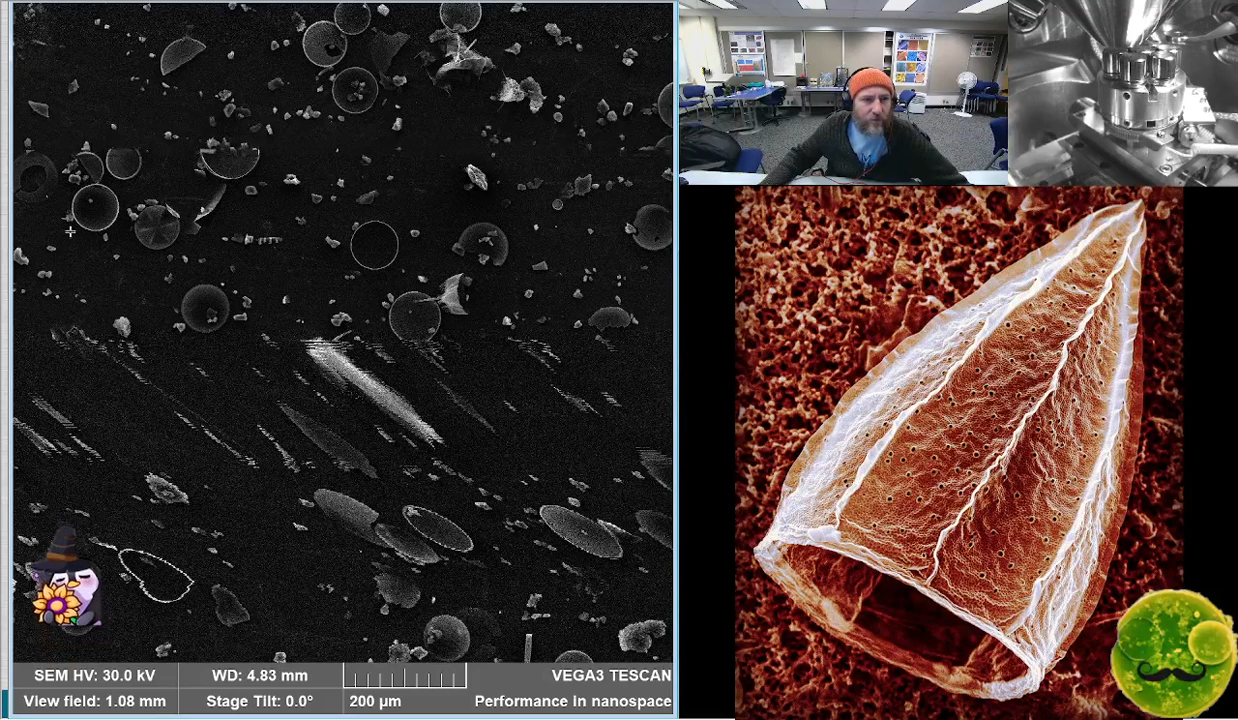 SEM HV: 30.0 kV
WD: 4.83 mm
VEGA3 TESCAN
View field: 1.08 mm
Stage Tilt: 0.0°
200 µm
Performance in nanospace